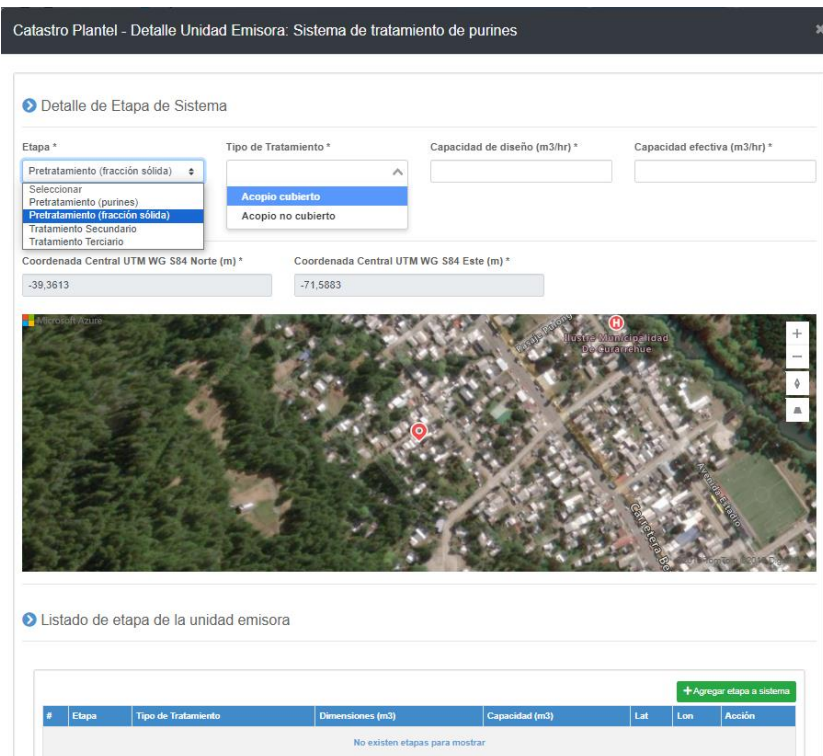 Catastro Plantel - Detalle Unidad Emisora: Sistema de tratamiento de purines
Detalle de Etapa de Sistema
Etapa * Tipo de Tratamiento * Capacidad de diseño (m3/hr) * Capacidad efectiva (m3/hr) *
Pretratamiento (fracción sólida)
Seleccionar
Pretratamiento (purines)
Pretratamiento (fracción sólida)
Tratamiento Secundario
Tratamiento Terciario
Acopio cubierto
Acopio no cubierto
Coordenada Central UTM WG S84 Norte (m) * Coordenada Central UTM WG S84 Este (m) *
-39,3613 -71,5883
Microsoft Azure
H
Ilustre Municipalidad
De Curarrehue
Avenida Estadio
Carretera Be
Listado de etapa de la unidad emisora
+ Agregar etapa a sistema
# Etapa Tipo de Tratamiento Dimensiones (m3) Capacidad (m3) Lat Lon Acción
No existen etapas para mostrar